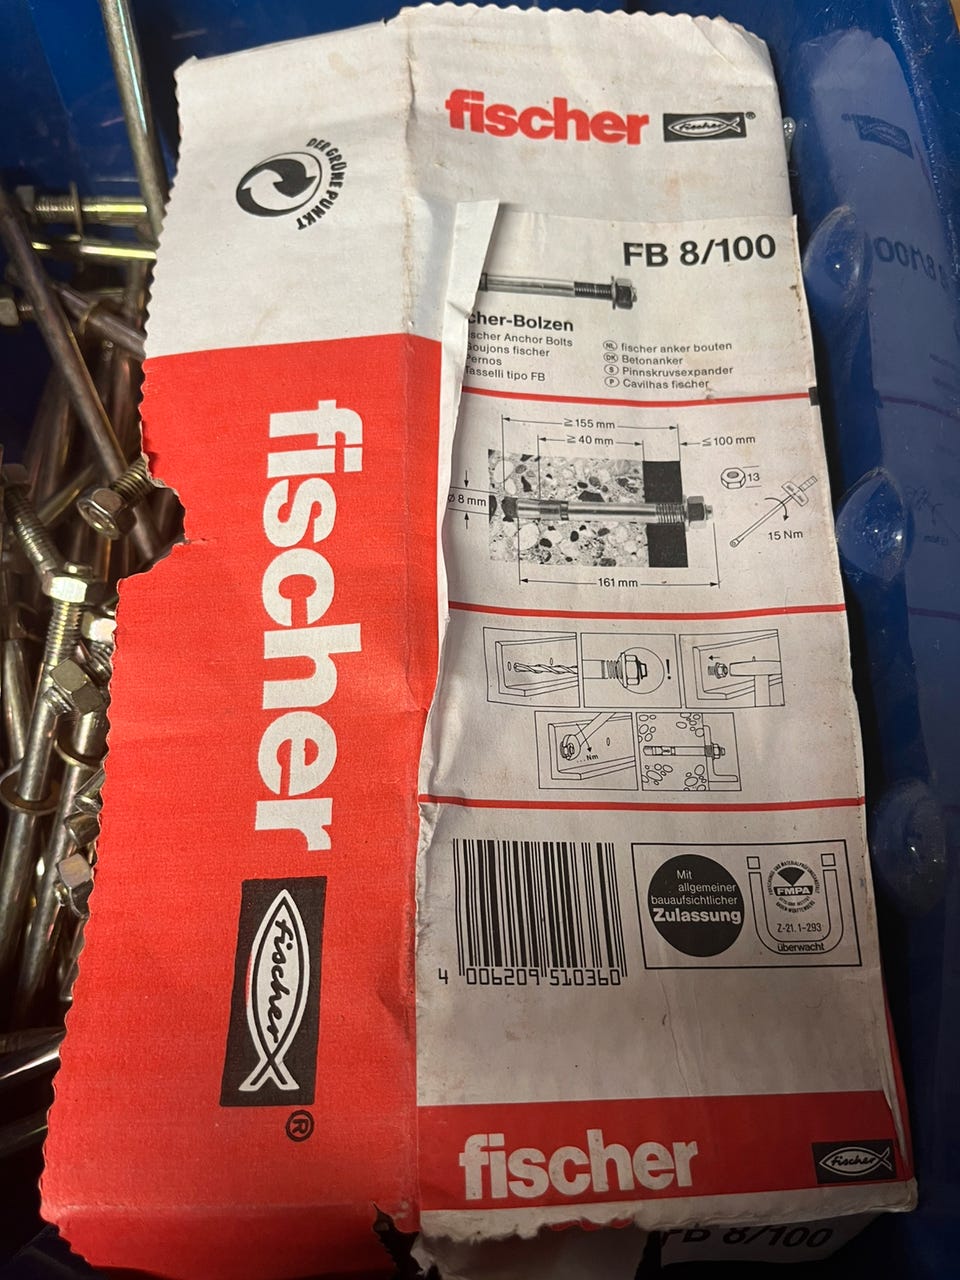 DER GRÜNE PUNKT
fischer fischer®
FB 8/100
cher-Bolzen
scher Anchor Bolts
Goujons fischer
Pernos
Tasselli tipo FB
NL fischer anker bouten
DK Betonanker
S Pinnskruvsexpander
P Cavilhas fischer
≥ 155 mm
≥ 40 mm
≤ 100 mm
ø 8 mm
13
15 Nm
161 mm
!
...Nm
4 006209 510360
Mit
allgemeiner
bauaufsichtlicher
Zulassung
FMPA
Z-21. 1-293
überwacht
fischer
fischer
®
fischer fischer
FB 8/100